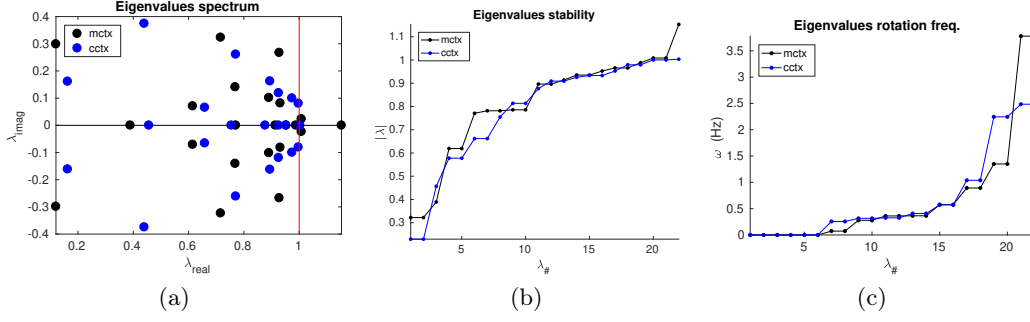 Eigenvalues spectrum
mctx
cctx
0.4
0.3
0.2
0.1
0
-0.1
-0.2
-0.3
-0.4
λimag
0.2 0.4 0.6 0.8 1
λreal
(a)
Eigenvalues stability
mctx
cctx
1.1
1
0.9
0.8
0.7
0.6
0.5
0.4
0.3
|λ|
5 10 15 20
λ#
(b)
Eigenvalues rotation freq.
mctx
cctx
3.5
3
2.5
2
1.5
1
0.5
0
ω (Hz)
5 10 15 20
λ#
(c)